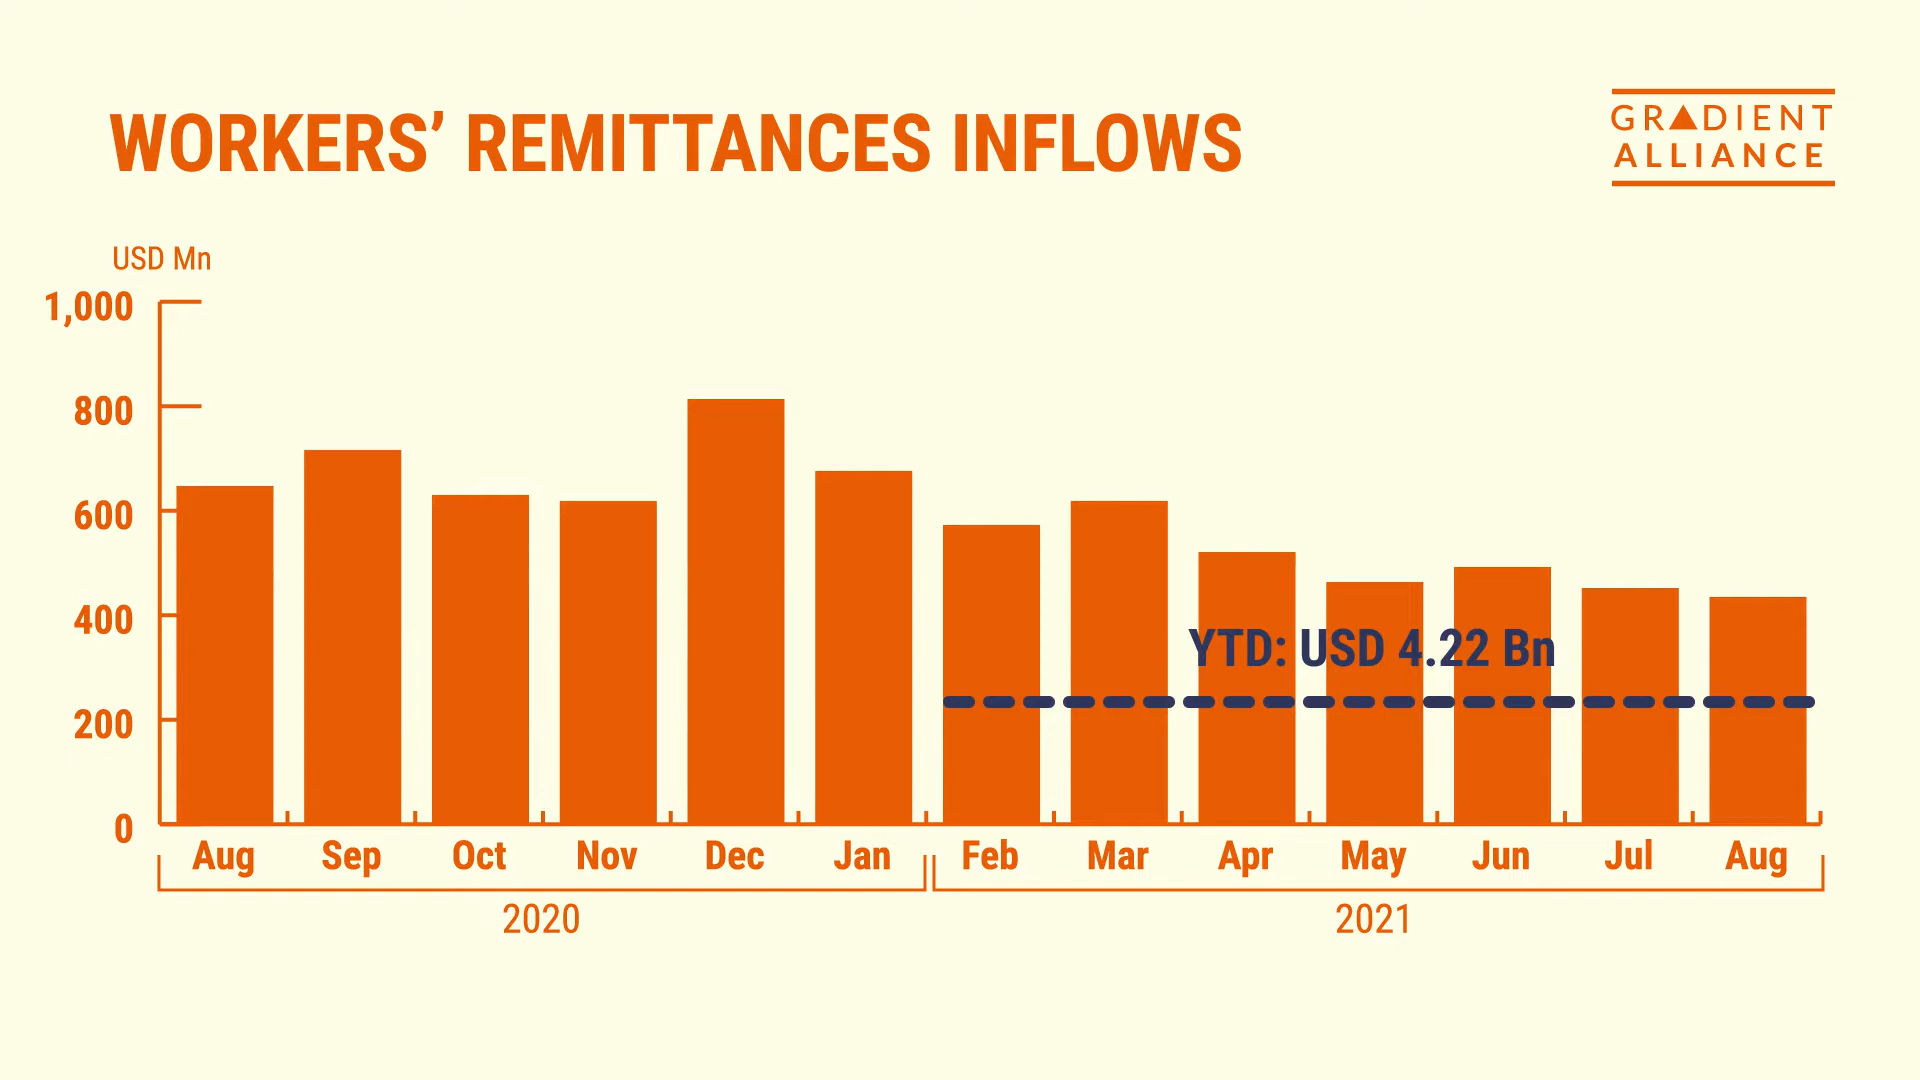 WORKERS’ REMITTANCES INFLOWS
GRADIENT
ALLIANCE
USD Mn
1,000
800
600
400
200
0
YTD: USD 4.22 Bn
Aug Sep Oct Nov Dec Jan Feb Mar Apr May Jun Jul Aug
2020 2021